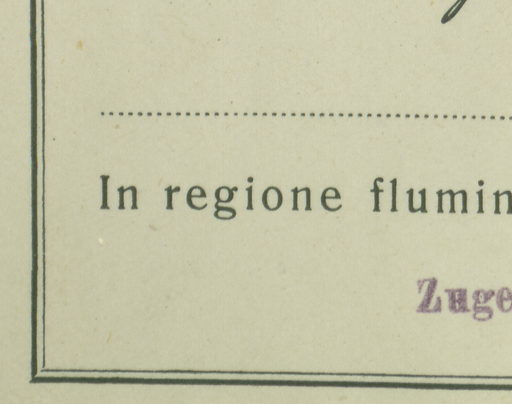 In regione flumin
Zuge